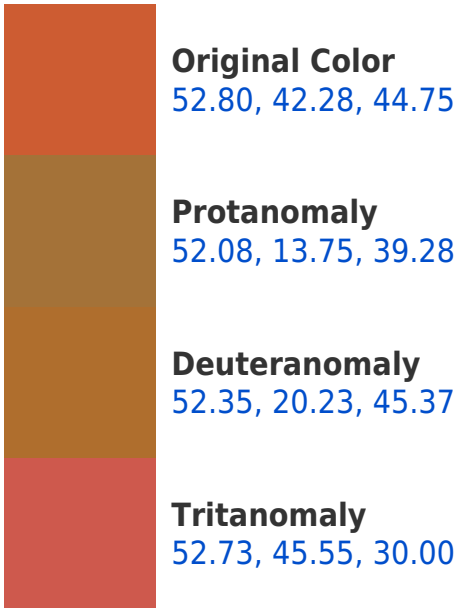 Original Color
52.80, 42.28, 44.75
Protanomaly
52.08, 13.75, 39.28
Deuteranomaly
52.35, 20.23, 45.37
Tritanomaly
52.73, 45.55, 30.00